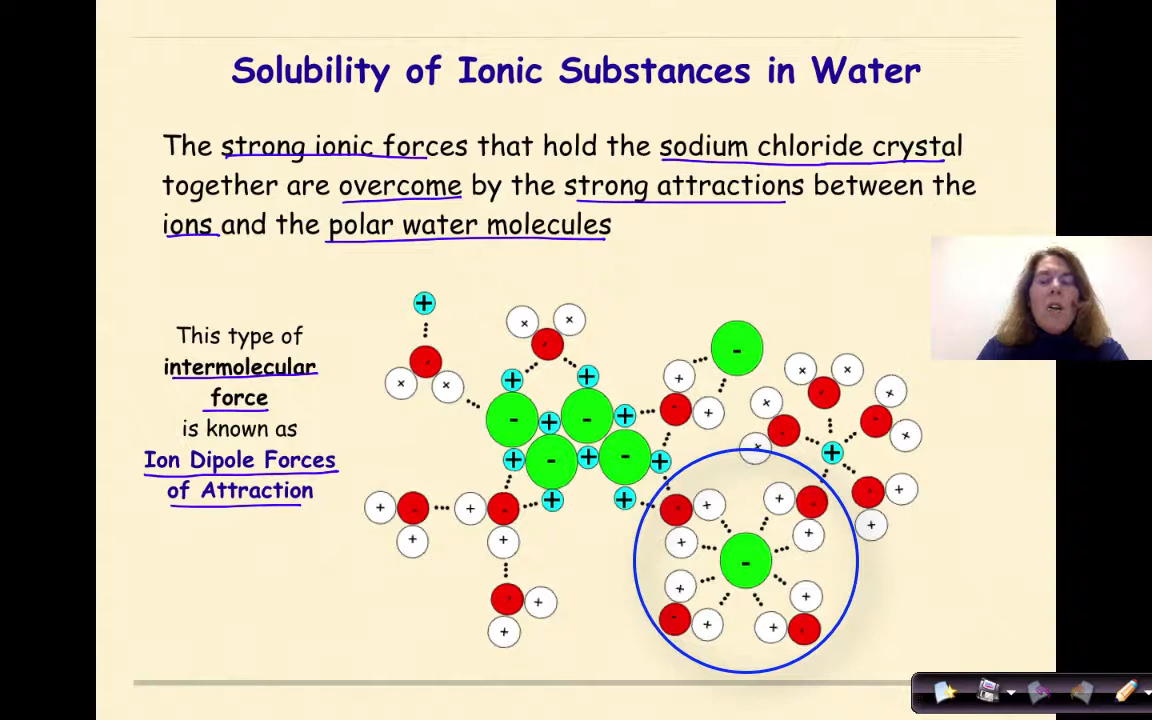 Solubility of Ionic Substances in Water
The strong ionic forces that hold the sodium chloride crystal
together are overcome by the strong attractions between the
ions and the polar water molecules
This type of
intermolecular
force
is known as
Ion Dipole Forces
of Attraction